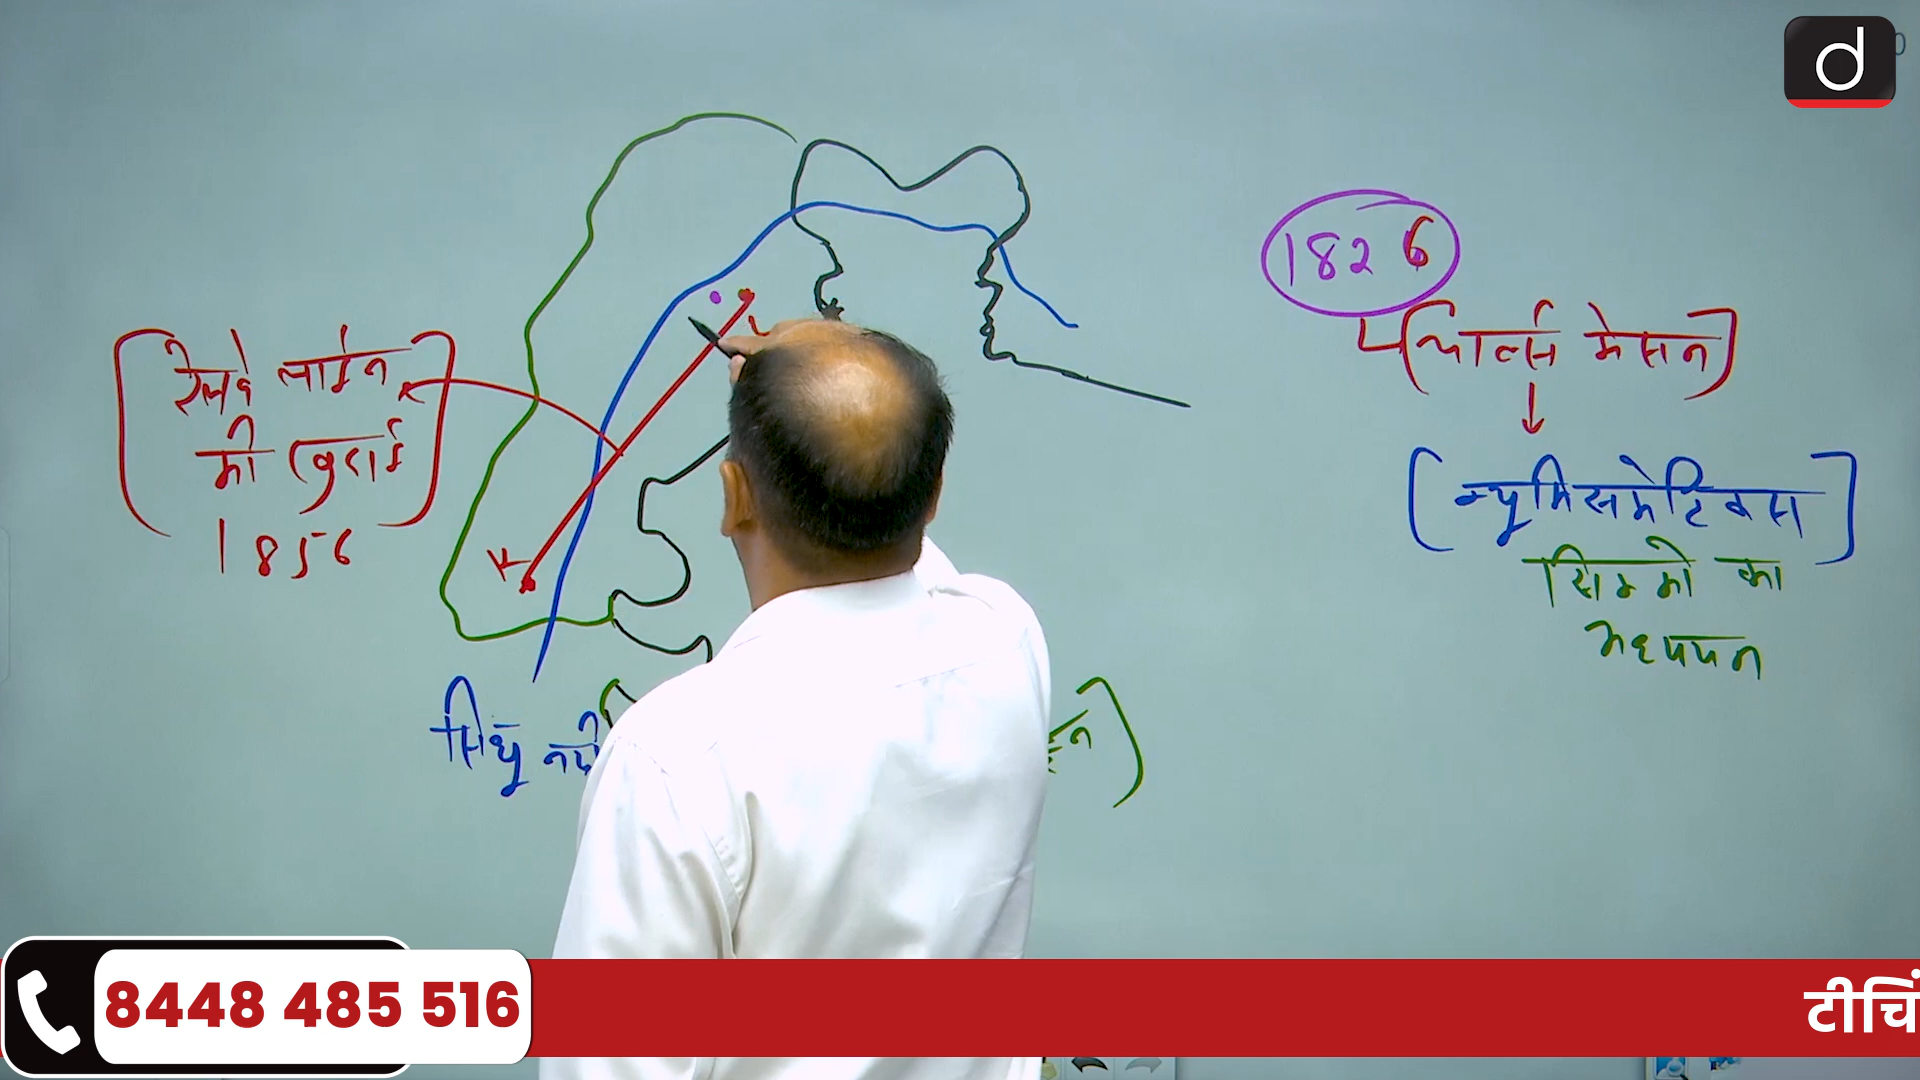 d
रेलवे लाईन
की खुदाई
1856
K
L
सिंधु नदी
1826
(चार्ल्स मेसन)
[न्यूमिसमेटिक्स]
सिक्को का
अध्ययन
8448 485 516
टीचिं